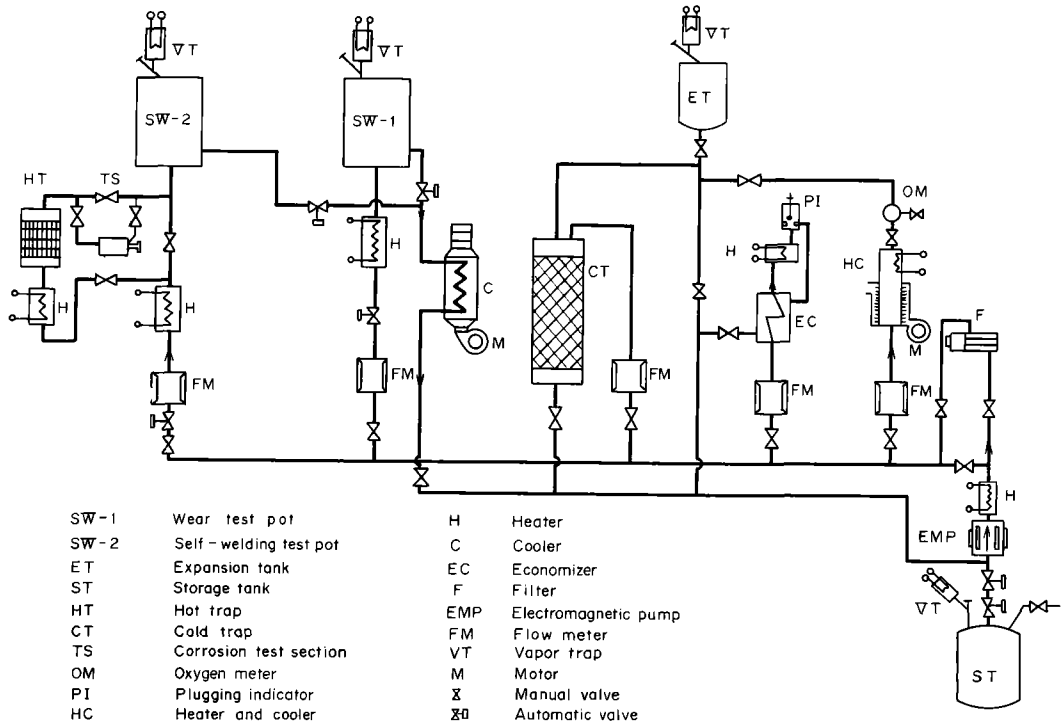 VT
VT
VT
SW-2
SW-1
ET
HT
TS
OM
PI
H
H
CT
HC
C
F
H
H
EC
M
M
FM
FM
FM
FM
FM
H
EMP
VT
ST
SW-1 Wear test pot
SW-2 Self-welding test pot
ET Expansion tank
ST Storage tank
HT Hot trap
CT Cold trap
TS Corrosion test section
OM Oxygen meter
PI Plugging indicator
HC Heater and cooler
H Heater
C Cooler
EC Economizer
F Filter
EMP Electromagnetic pump
FM Flow meter
VT Vapor trap
M Motor
Manual valve
Automatic valve